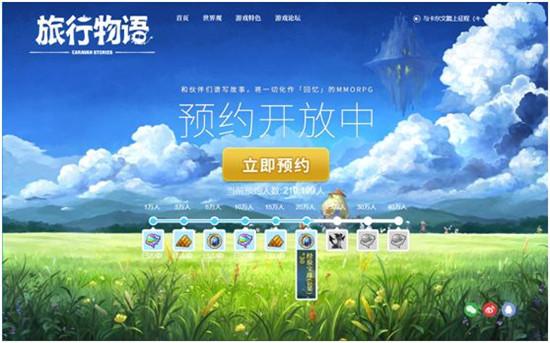 旅行物语
CARAVAN STORIES
首页 世界观 游戏特色 游戏论坛
与卡尔文踏上征程
和伙伴们谱写故事，将一切化作「回忆」的MMORPG
预约开放中
立即预约
当前预约人数: 210,199人
1万人 3万人 5万人 10万人 15万人 20万人 30万人 40万人